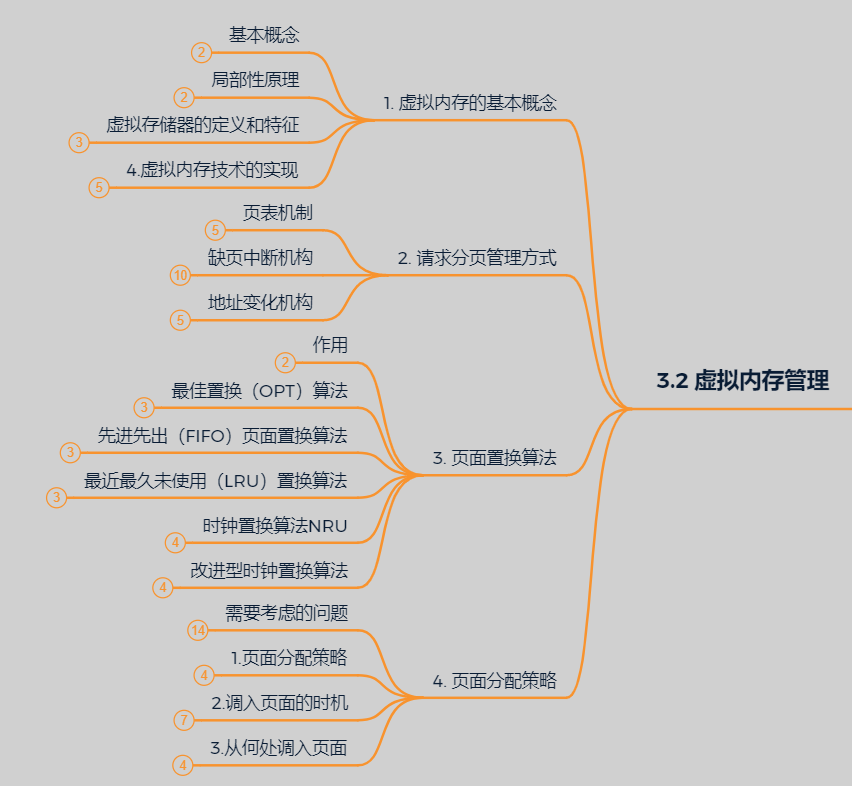 3.2 虚拟内存管理
1. 虚拟内存的基本概念
基本概念
2
局部性原理
2
虚拟存储器的定义和特征
3
4.虚拟内存技术的实现
5
2. 请求分页管理方式
页表机制
5
缺页中断机构
10
地址变化机构
5
3. 页面置换算法
作用
2
最佳置换（OPT）算法
3
先进先出（FIFO）页面置换算法
3
最近最久未使用（LRU）置换算法
3
时钟置换算法NRU
4
改进型时钟置换算法
4
4. 页面分配策略
需要考虑的问题
14
1.页面分配策略
4
2.调入页面的时机
7
3.从何处调入页面
4